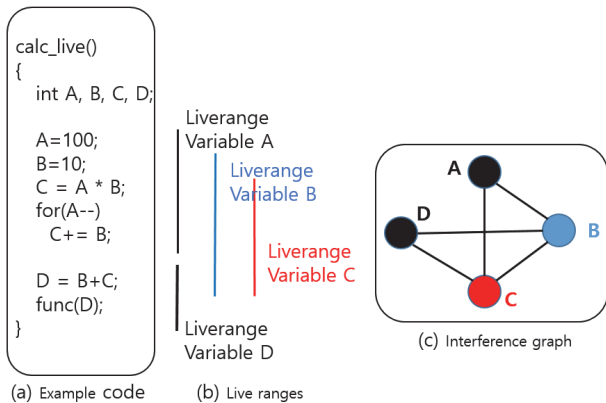 calc_live()
{
int A, B, C, D;
A=100;
B=10;
C = A * B;
for(A--)
C+= B;
D = B+C;
func(D);
}
(a) Example code
Liverange
Variable A
Liverange
Variable B
Liverange
Variable C
Liverange
Variable D
(b) Live ranges
A
D
B
C
(c) Interference graph